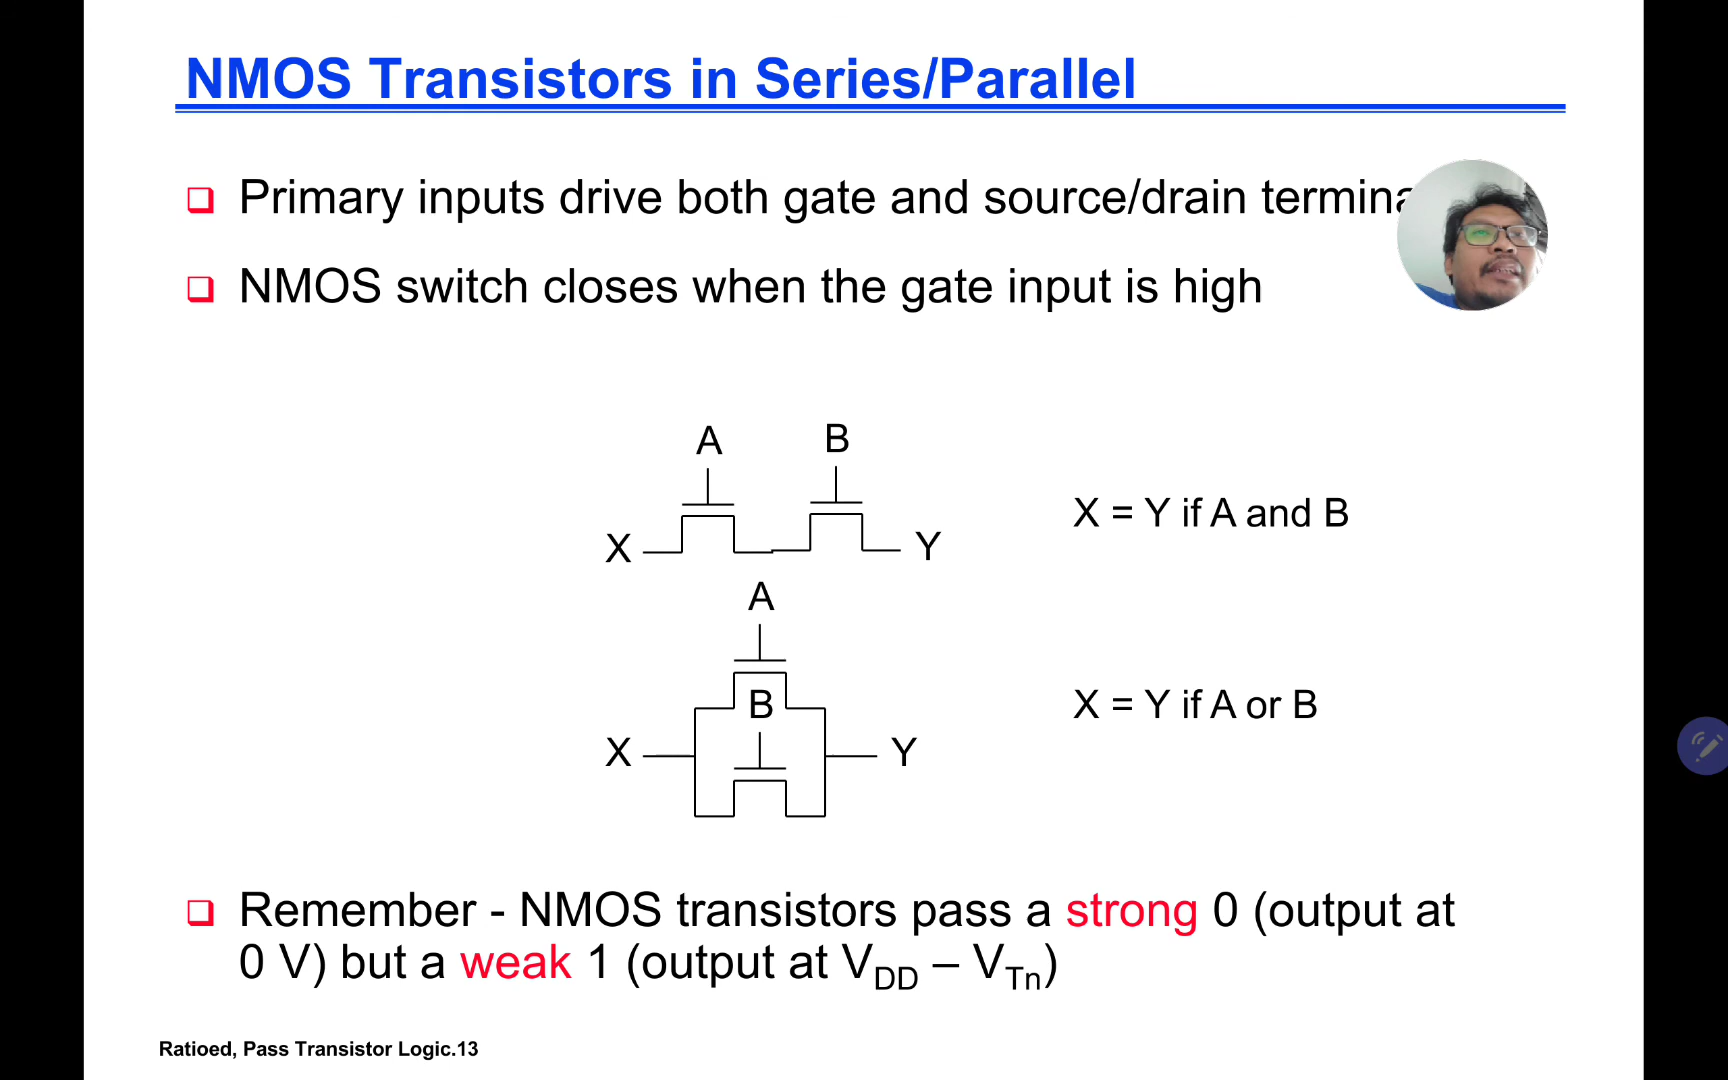 NMOS Transistors in Series/Parallel
Primary inputs drive both gate and source/drain
NMOS switch closes when the gate input is high
A B
X Y
X = Y if A and B
A
B
X Y
X = Y if A or B
Remember - NMOS transistors pass a strong 0 (output at
0 V) but a weak 1 (output at VDD – VTn)
Ratioed, Pass Transistor Logic.13